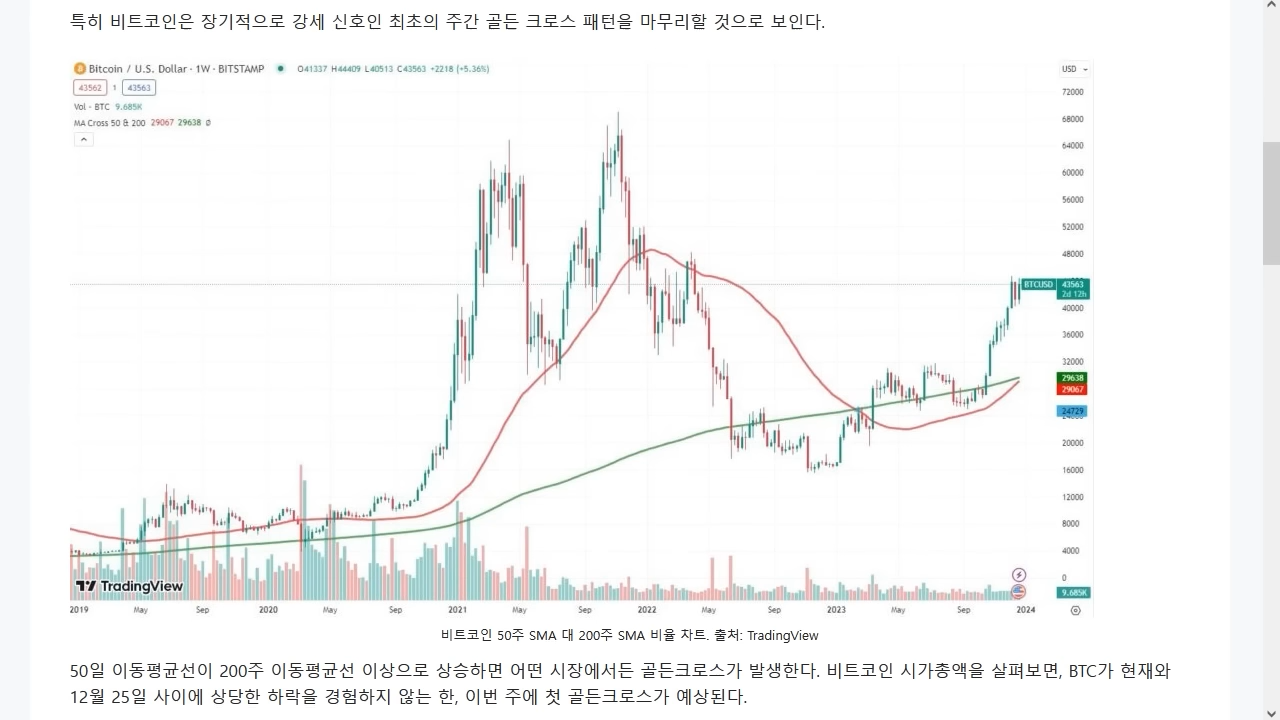 특히 비트코인은 장기적으로 강세 신호인 최초의 주간 골든 크로스 패턴을 마무리할 것으로 보인다.
Bitcoin / U.S. Dollar · 1W · BITSTAMP O41337 H44409 L40513 C43563 +2218 (+5.36%)
USD
43562 1 43563
Vol · BTC 9.685K
MA Cross 50 & 200 29067 29638 ∅
72000
68000
64000
60000
56000
52000
48000
BTCUSD 43563
2d 12h
40000
36000
32000
29638
29067
24729
20000
16000
12000
8000
4000
0
9.685K
TradingView
2019 May Sep 2020 May Sep 2021 May Sep 2022 May Sep 2023 May Sep 2024
비트코인 50주 SMA 대 200주 SMA 비율 차트. 출처: TradingView
50일 이동평균선이 200주 이동평균선 이상으로 상승하면 어떤 시장에서든 골든크로스가 발생한다. 비트코인 시가총액을 살펴보면, BTC가 현재와
12월 25일 사이에 상당한 하락을 경험하지 않는 한, 이번 주에 첫 골든크로스가 예상된다.